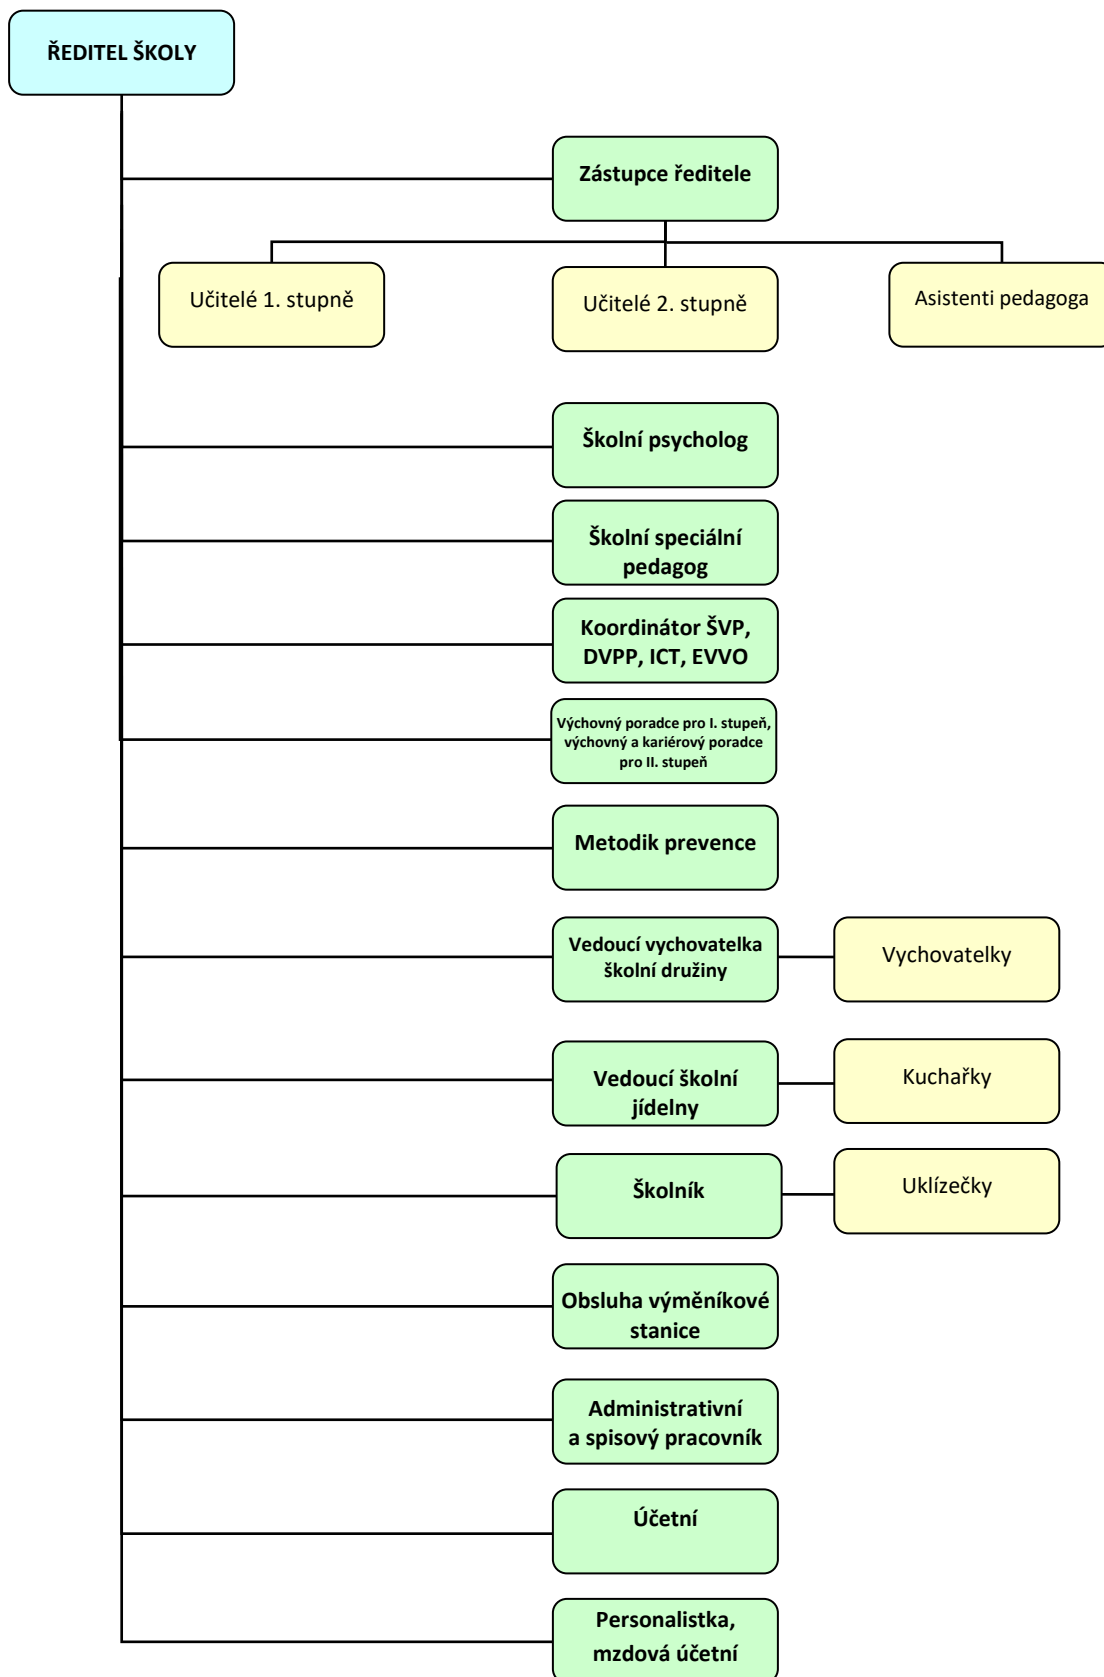 ŘEDITEL ŠKOLY
Zástupce ředitele
Učitelé 1. stupně
Učitelé 2. stupně
Asistenti pedagoga
Školní psycholog
Školní speciální
pedagog
Koordinátor ŠVP,
DVPP, ICT, EVVO
Výchovný poradce pro I. stupeň,
výchovný a kariérový poradce
pro II. stupeň
Metodik prevence
Vedoucí vychovatelka
školní družiny
Vychovatelky
Vedoucí školní
jídelny
Kuchařky
Školník
Uklízečky
Obsluha výměníkové
stanice
Administrativní
a spisový pracovník
Účetní
Personalistka,
mzdová účetní